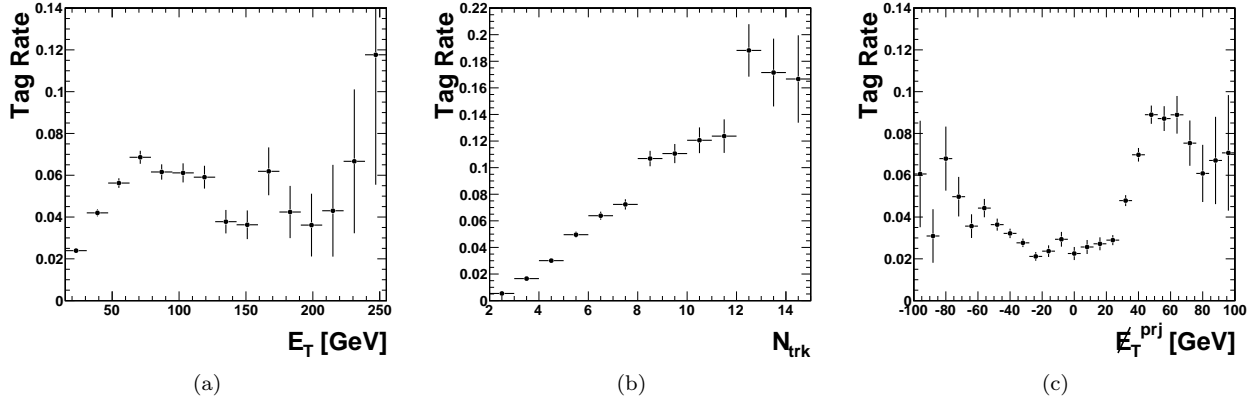 Tag Rate
0.14
0.12
0.1
0.08
0.06
0.04
0.02
0
50 100 150 200 250
E_T [GeV]
(a)
Tag Rate
0.22
0.2
0.18
0.16
0.14
0.12
0.1
0.08
0.06
0.04
0.02
0
2 4 6 8 10 12 14
N_trk
(b)
Tag Rate
0.14
0.12
0.1
0.08
0.06
0.04
0.02
0
-100 -80 -60 -40 -20 0 20 40 60 80 100
E̸_T^prj [GeV]
(c)